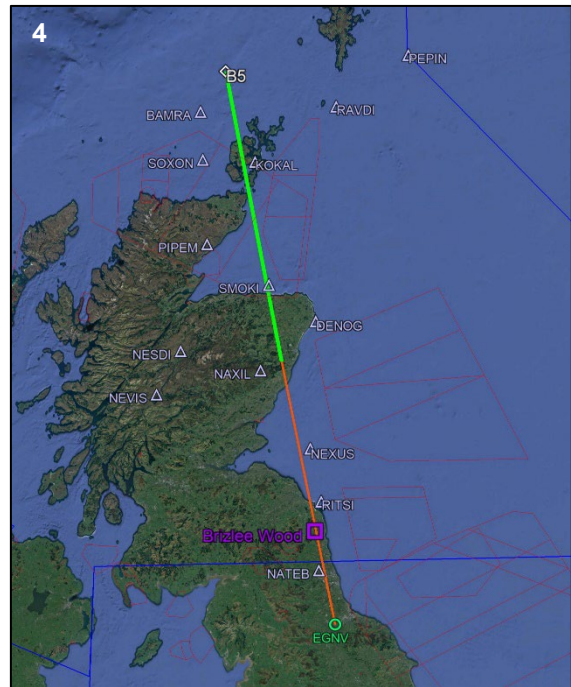 4
B5
PEPIN
BAMRA
RAVDI
SOXON
KOKAL
PIPEM
SMOKI
DENOG
NESDI
NAXIL
NEVIS
NEXUS
RITSI
Brizlee Wood
NATEB
EGNV